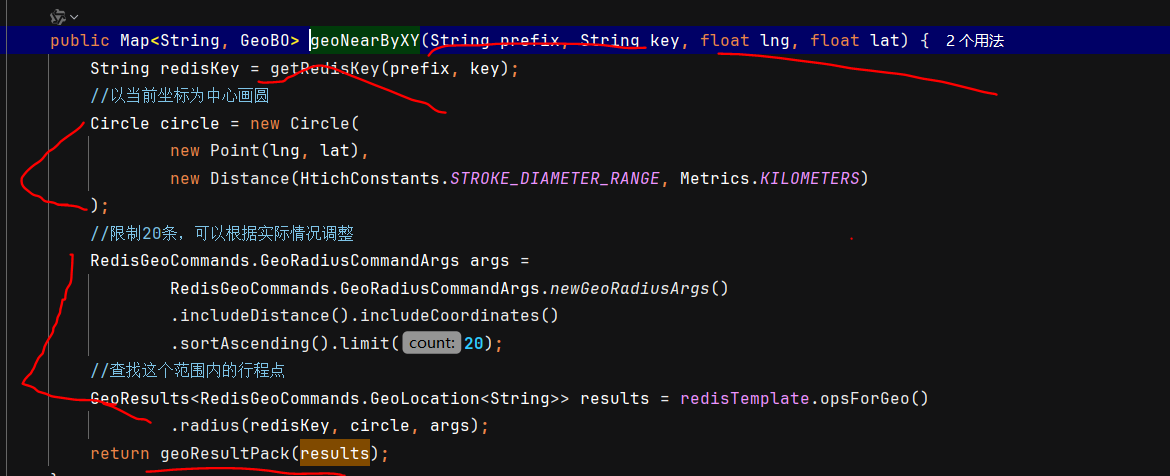 public Map<String, GeoBO> geoNearByXY(String prefix, String key, float lng, float lat) { 2 个用法
String redisKey = getRedisKey(prefix, key);
//以当前坐标为中心画圆
Circle circle = new Circle(
new Point(lng, lat),
new Distance(HtichConstants.STROKE_DIAMETER_RANGE, Metrics.KILOMETERS)
);
//限制20条，可以根据实际情况调整
RedisGeoCommands.GeoRadiusCommandArgs args =
RedisGeoCommands.GeoRadiusCommandArgs.newGeoRadiusArgs()
.includeDistance().includeCoordinates()
.sortAscending().limit( count: 20);
//查找这个范围内的行程点
GeoResults<RedisGeoCommands.GeoLocation<String>> results = redisTemplate.opsForGeo()
.radius(redisKey, circle, args);
return geoResultPack(results);